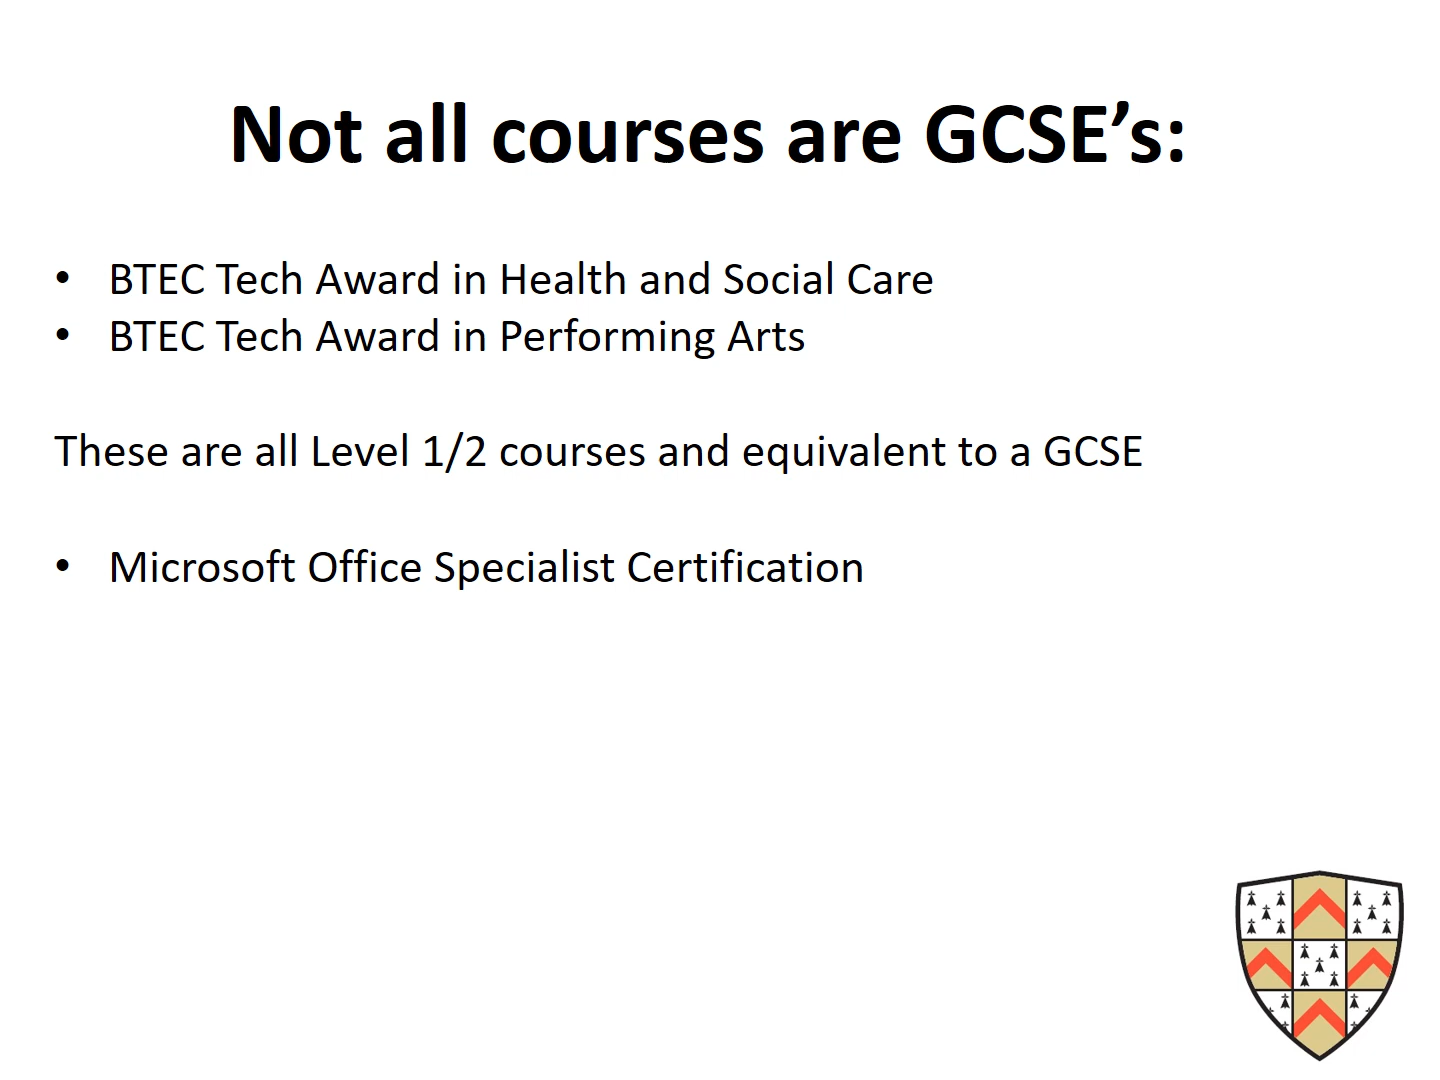 Not all courses are GCSE’s:
• BTEC Tech Award in Health and Social Care
• BTEC Tech Award in Performing Arts
These are all Level 1/2 courses and equivalent to a GCSE
• Microsoft Office Specialist Certification